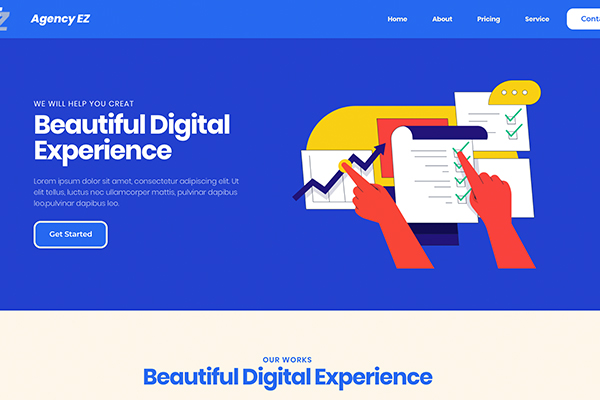 EZ
Agency EZ
Home
About
Pricing
Service
WE WILL HELP YOU CREAT
Beautiful Digital
Experience
Lorem ipsum dolor sit amet, consectetur adipiscing elit. Ut
elit tellus, luctus nec ullamcorper mattis, pulvinar dapibus
leo.pulvinar dapibus leo.
Get Started
OUR WORKS
Beautiful Digital Experience